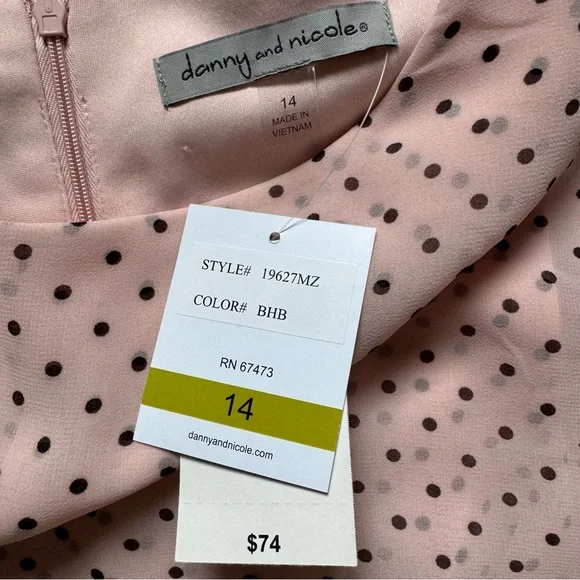 danny and nicole®
14
MADE IN
VIETNAM
STYLE# 19627MZ
COLOR# BHB
RN 67473
14
dannyandnicole.com
$74